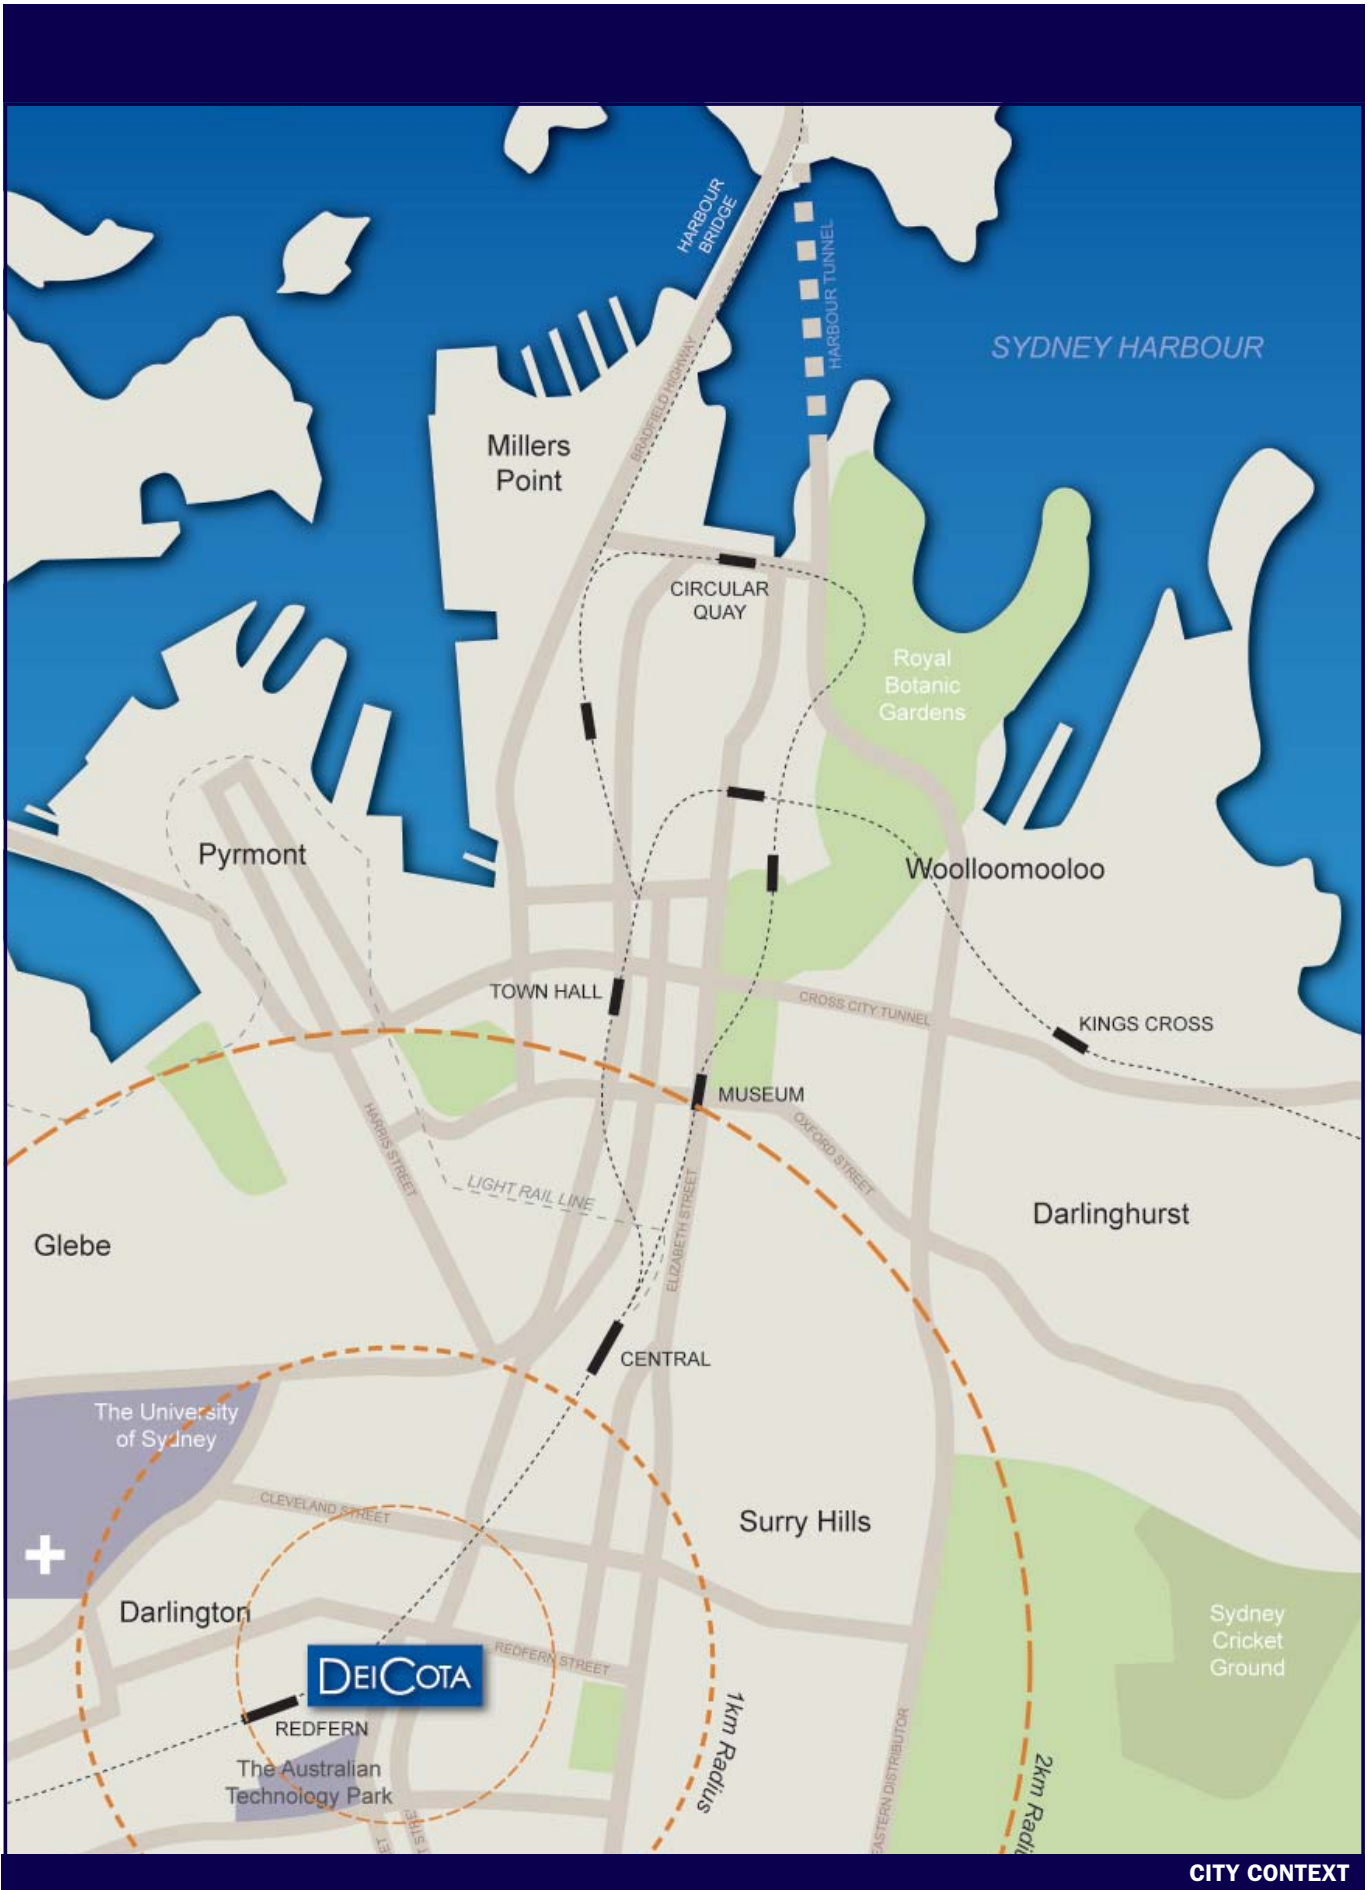 HARBOUR
BRIDGE
HARBOUR TUNNEL
SYDNEY HARBOUR
BRADFIELD HIGHWAY
Millers
Point
CIRCULAR
QUAY
Royal
Botanic
Gardens
Pyrmont
Woolloomooloo
TOWN HALL
CROSS CITY TUNNEL
KINGS CROSS
MUSEUM
HARRIS STREET
OXFORD STREET
LIGHT RAIL LINE
ELIZABETH STREET
Darlinghurst
Glebe
CENTRAL
The University
of Sydney
CLEVELAND STREET
Surry Hills
Darlington
Sydney
Cricket
Ground
REDFERN STREET
DEICOTA
REDFERN
1km Radius
The Australian
Technology Park
EASTERN DISTRIBUTOR
2km Radiu
CITY CONTEXT